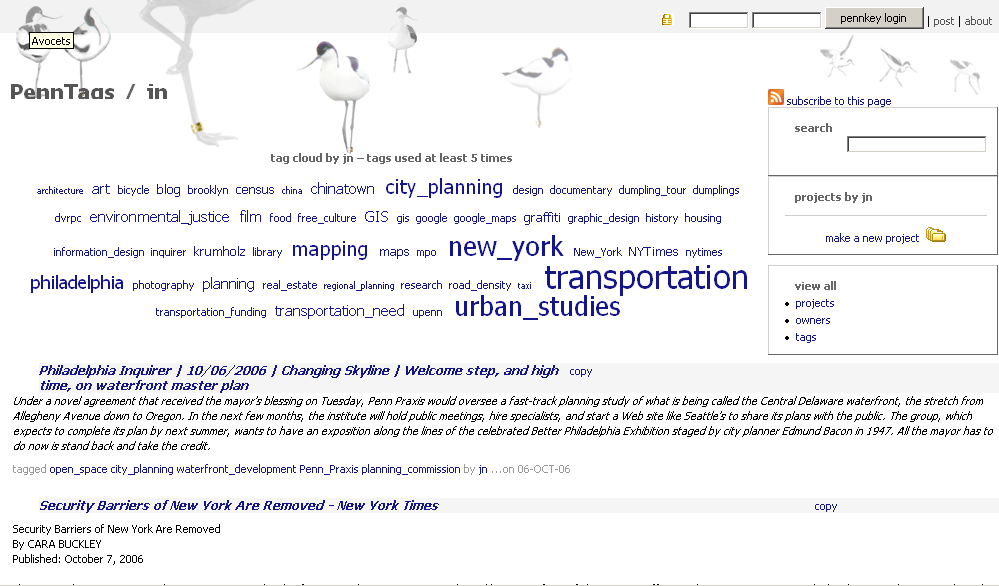 pennkey login | post | about
Avocets
PennTags / jn
subscribe to this page
search
tag cloud by jn – tags used at least 5 times
architecture art bicycle blog brooklyn census china chinatown city_planning design documentary dumpling_tour dumplings
dvrpc environmental_justice film food free_culture GIS gis google google_maps graffiti graphic_design history housing
information_design inquirer krumholz library mapping maps mpo new_york New_York NYTimes nytimes
philadelphia photography planning real_estate regional_planning research road_density taxi transportation
transportation_funding transportation_need upenn urban_studies
projects by jn
make a new project
view all
• projects
• owners
• tags
Philadelphia Inquirer | 10/06/2006 | Changing Skyline | Welcome step, and high copy
time, on waterfront master plan
Under a novel agreement that received the mayor's blessing on Tuesday, Penn Praxis would oversee a fast-track planning study of what is being called the Central Delaware waterfront, the stretch from
Allegheny Avenue down to Oregon. In the next few months, the institute will hold public meetings, hire specialists, and start a Web site like Seattle's to share its plans with the public. The group, which
expects to complete its plan by next summer, wants to have an exposition along the lines of the celebrated Better Philadelphia Exhibition staged by city planner Edmund Bacon in 1947. All the mayor has to
do now is stand back and take the credit.
tagged open_space city_planning waterfront_development Penn_Praxis planning_commission by jn ...on 06-OCT-06
Security Barriers of New York Are Removed - New York Times copy
Security Barriers of New York Are Removed
By CARA BUCKLEY
Published: October 7, 2006